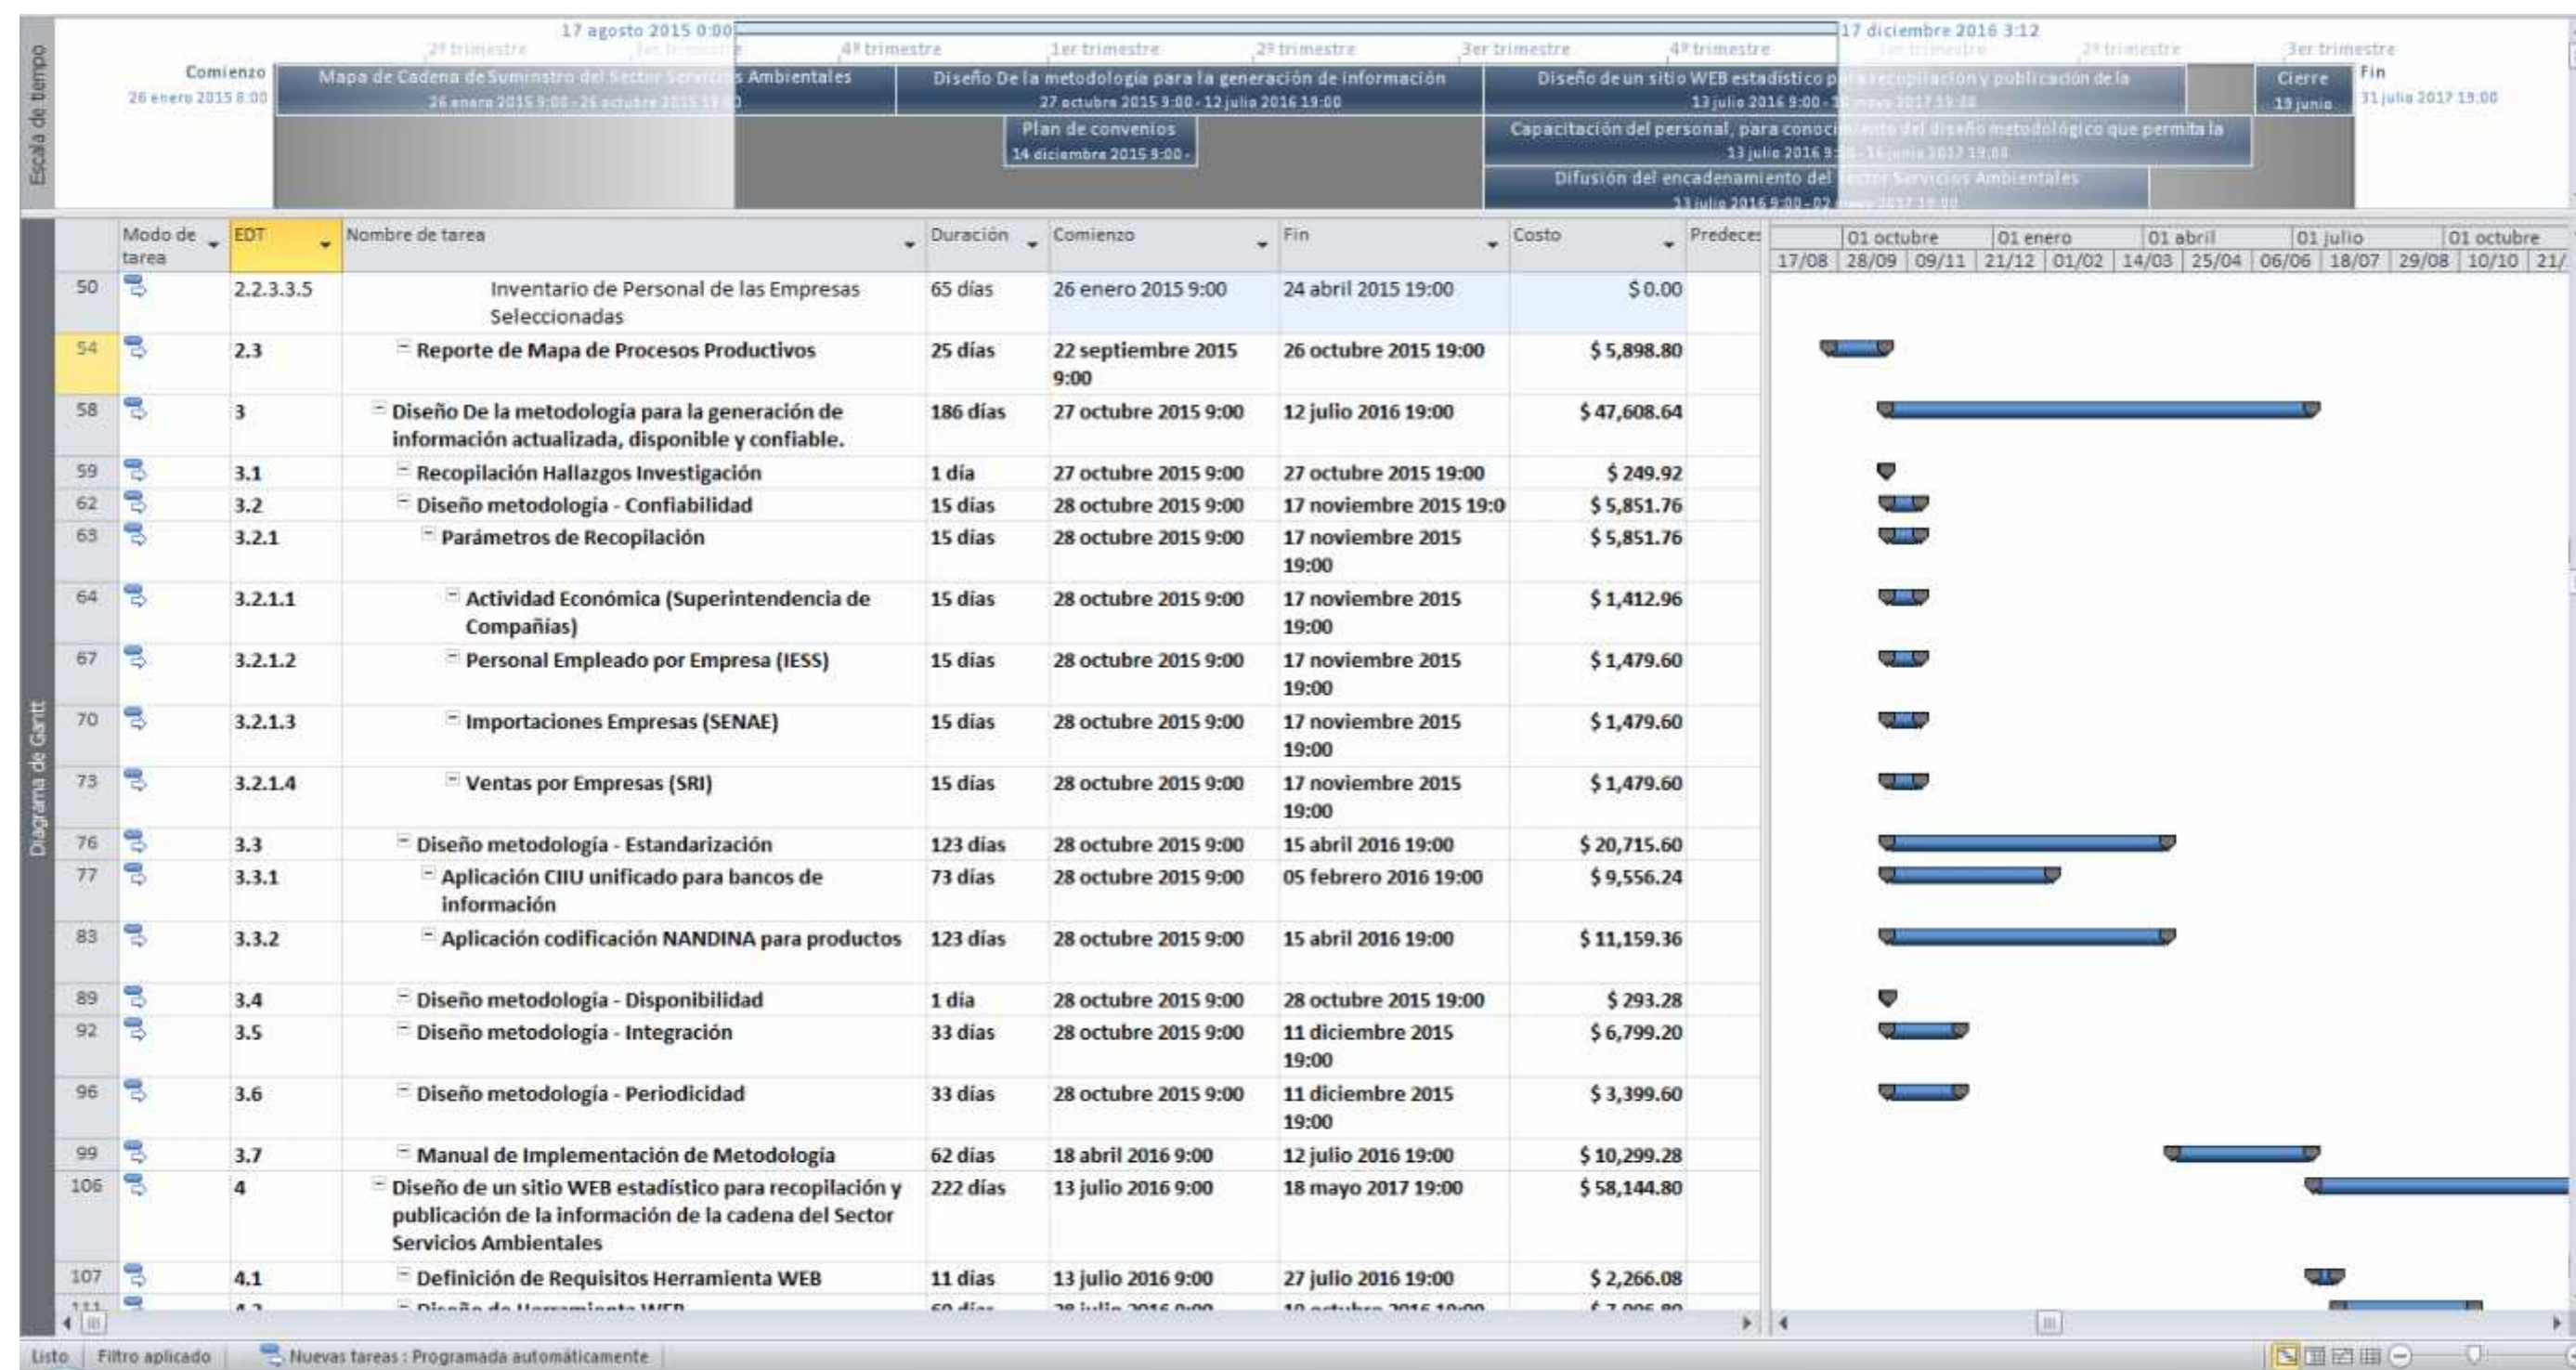 17 agosto 2015 0:00
17 diciembre 2016 3:12
2º trimestre
4º trimestre
1er trimestre
2º trimestre
3er trimestre
4º trimestre
2º trimestre
3er trimestre
Escala de tiempo
Comienzo
26 enero 2015 8:00
Mapa de Cadena de Suministro del Sector Servicios Ambientales
26 enero 2015 9:00 - 26 octubre 2015
Diseño De la metodología para la generación de información
27 octubre 2015 9:00 - 12 julio 2016 19:00
Diseño de un sitio WEB estadístico para recopilación y publicación de la
13 julio 2016 9:00 -
Cierre
19 junio
Fin
31 julio 2017 19:00
Plan de convenios
14 diciembre 2015 9:00 -
Capacitación del personal, para conocimiento del diseño metodológico que permita la
13 julio 2016 9:00 - 16 junio 2017 19:00
Difusión del encadenamiento del Sector Servicios Ambientales
13 julio 2016 9:00 - 02
Diagrama de Gantt
Modo de tarea EDT Nombre de tarea Duración Comienzo Fin Costo Predeces
01 octubre 01 enero 01 abril 01 julio 01 octubre
17/08 28/09 09/11 21/12 01/02 14/03 25/04 06/06 18/07 29/08 10/10 21/
50 2.2.3.3.5 Inventario de Personal de las Empresas 65 días 26 enero 2015 9:00 24 abril 2015 19:00 $ 0.00
Seleccionadas
54 2.3 Reporte de Mapa de Procesos Productivos 25 días 22 septiembre 2015 26 octubre 2015 19:00 $ 5,898.80
9:00
58 3 Diseño De la metodología para la generación de 186 días 27 octubre 2015 9:00 12 julio 2016 19:00 $ 47,608.64
información actualizada, disponible y confiable.
59 3.1 Recopilación Hallazgos Investigación 1 día 27 octubre 2015 9:00 27 octubre 2015 19:00 $ 249.92
62 3.2 Diseño metodología - Confiabilidad 15 días 28 octubre 2015 9:00 17 noviembre 2015 19:0 $ 5,851.76
63 3.2.1 Parámetros de Recopilación 15 días 28 octubre 2015 9:00 17 noviembre 2015 $ 5,851.76
19:00
64 3.2.1.1 Actividad Económica (Superintendencia de 15 días 28 octubre 2015 9:00 17 noviembre 2015 $ 1,412.96
Compañías) 19:00
67 3.2.1.2 Personal Empleado por Empresa (IESS) 15 días 28 octubre 2015 9:00 17 noviembre 2015 $ 1,479.60
19:00
70 3.2.1.3 Importaciones Empresas (SENAE) 15 días 28 octubre 2015 9:00 17 noviembre 2015 $ 1,479.60
19:00
73 3.2.1.4 Ventas por Empresas (SRI) 15 días 28 octubre 2015 9:00 17 noviembre 2015 $ 1,479.60
19:00
76 3.3 Diseño metodología - Estandarización 123 días 28 octubre 2015 9:00 15 abril 2016 19:00 $ 20,715.60
77 3.3.1 Aplicación CIIU unificado para bancos de 73 días 28 octubre 2015 9:00 05 febrero 2016 19:00 $ 9,556.24
información
83 3.3.2 Aplicación codificación NANDINA para productos 123 días 28 octubre 2015 9:00 15 abril 2016 19:00 $ 11,159.36
89 3.4 Diseño metodología - Disponibilidad 1 día 28 octubre 2015 9:00 28 octubre 2015 19:00 $ 293.28
92 3.5 Diseño metodología - Integración 33 días 28 octubre 2015 9:00 11 diciembre 2015 $ 6,799.20
19:00
96 3.6 Diseño metodología - Periodicidad 33 días 28 octubre 2015 9:00 11 diciembre 2015 $ 3,399.60
19:00
99 3.7 Manual de Implementación de Metodología 62 días 18 abril 2016 9:00 12 julio 2016 19:00 $ 10,299.28
106 4 Diseño de un sitio WEB estadístico para recopilación y 222 días 13 julio 2016 9:00 18 mayo 2017 19:00 $ 58,144.80
publicación de la información de la cadena del Sector
Servicios Ambientales
107 4.1 Definición de Requisitos Herramienta WEB 11 días 13 julio 2016 9:00 27 julio 2016 19:00 $ 2,266.08
Listo Filtro aplicado Nuevas tareas : Programada automáticamente